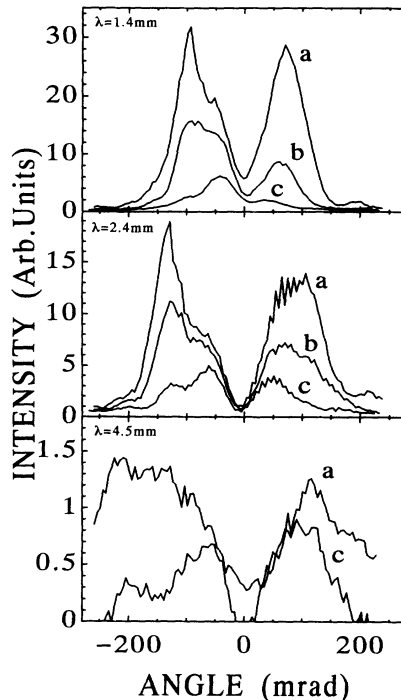 λ=1.4mm
30
20
10
0
a
b
c
λ=2.4mm
15
10
5
0
a
b
c
λ=4.5mm
1.5
1
0.5
0
a
c
−200 0 200
ANGLE (mrad)
INTENSITY (Arb.Units)